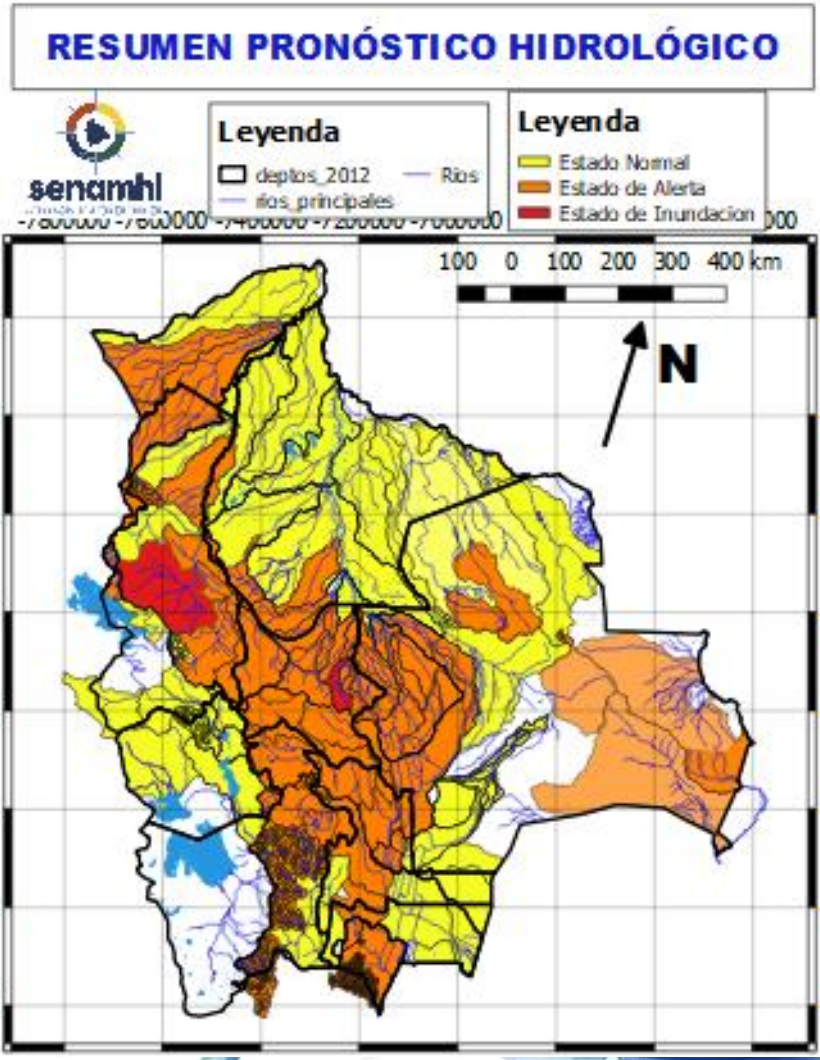 RESUMEN PRONÓSTICO HIDROLÓGICO
senamhi
Leyenda
deptos_2012
Rios
rios_principales
Leyenda
Estado Normal
Estado de Alerta
Estado de Inundacion
-7800000 -7600000 -7400000 -7200000 -7000000
100 0 100 200 300 400 km
N